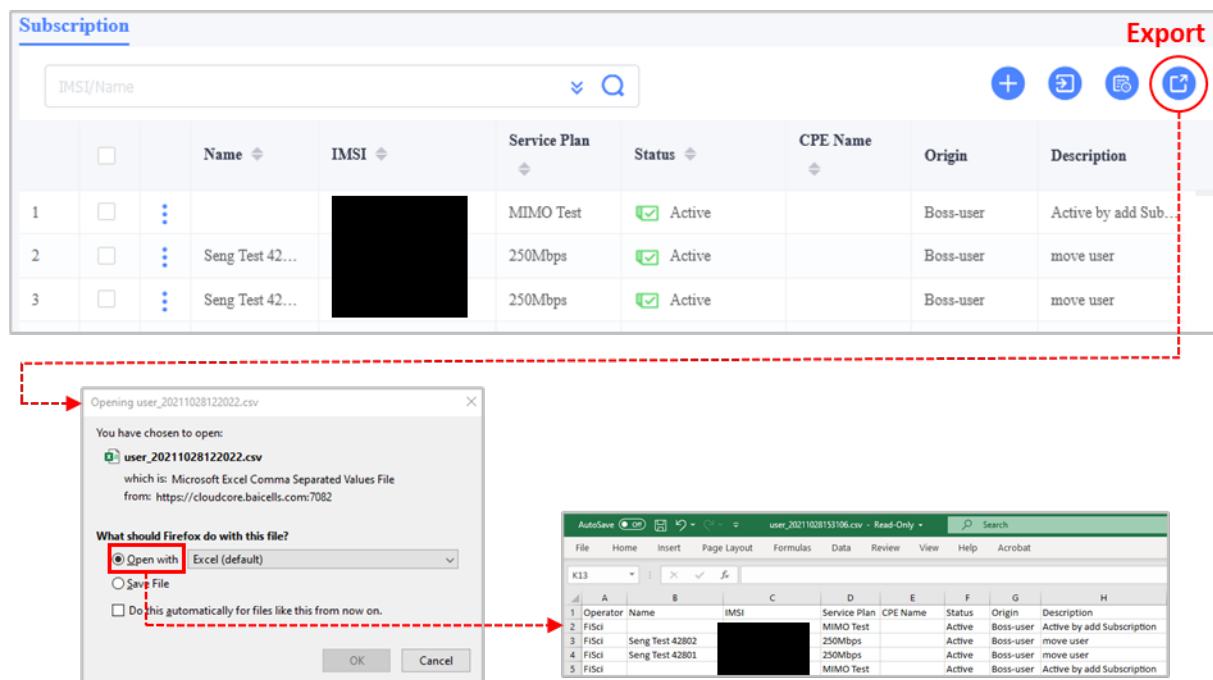 Subscription
Export
IMSI/Name
Name IMSI Service Plan Status CPE Name Origin Description
1 MIMO Test Active Boss-user Active by add Sub...
2 Seng Test 42... 250Mbps Active Boss-user move user
3 Seng Test 42... 250Mbps Active Boss-user move user
Opening user_20211028122022.csv
You have chosen to open:
user_20211028122022.csv
which is: Microsoft Excel Comma Separated Values File
from: https://cloudcore.baicells.com:7082
What should Firefox do with this file?
Open with Excel (default)
Save File
Do this automatically for files like this from now on.
OK Cancel
AutoSave Off user_20211028153106.csv - Read-Only Search
File Home Insert Page Layout Formulas Data Review View Help Acrobat
K13 fx
A B C D E F G H
1 Operator Name IMSI Service Plan CPE Name Status Origin Description
2 FiSci MIMO Test Active Boss-user Active by add Subscription
3 FiSci Seng Test 42802 250Mbps Active Boss-user move user
4 FiSci Seng Test 42801 250Mbps Active Boss-user move user
5 FiSci MIMO Test Active Boss-user Active by add Subscription